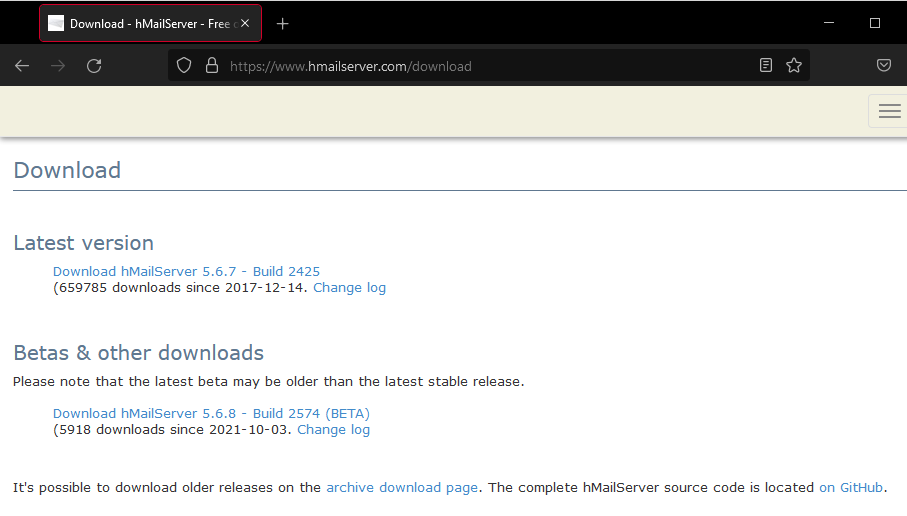 Download - hMailServer - Free
https://www.hmailserver.com/download
Download
Latest version
Download hMailServer 5.6.7 - Build 2425
(659785 downloads since 2017-12-14. Change log
Betas & other downloads
Please note that the latest beta may be older than the latest stable release.
Download hMailServer 5.6.8 - Build 2574 (BETA)
(5918 downloads since 2021-10-03. Change log
It's possible to download older releases on the archive download page. The complete hMailServer source code is located on GitHub.